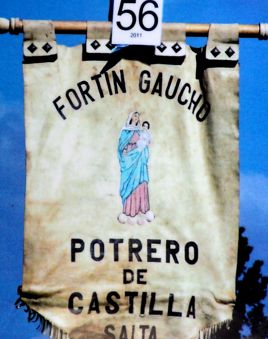 56
2011
FORTIN GAUCHO
POTRERO
DE
CASTILLA
SALTA